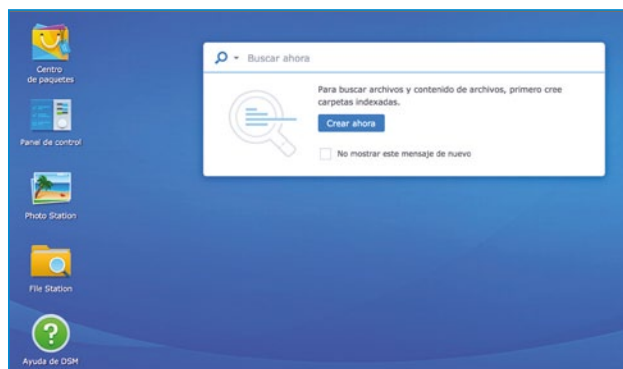 Centro
de paquetes
Panel de control
Photo Station
File Station
Ayuda de DSM
Buscar ahora
Para buscar archivos y contenido de archivos, primero cree
carpetas indexadas.
Crear ahora
No mostrar este mensaje de nuevo